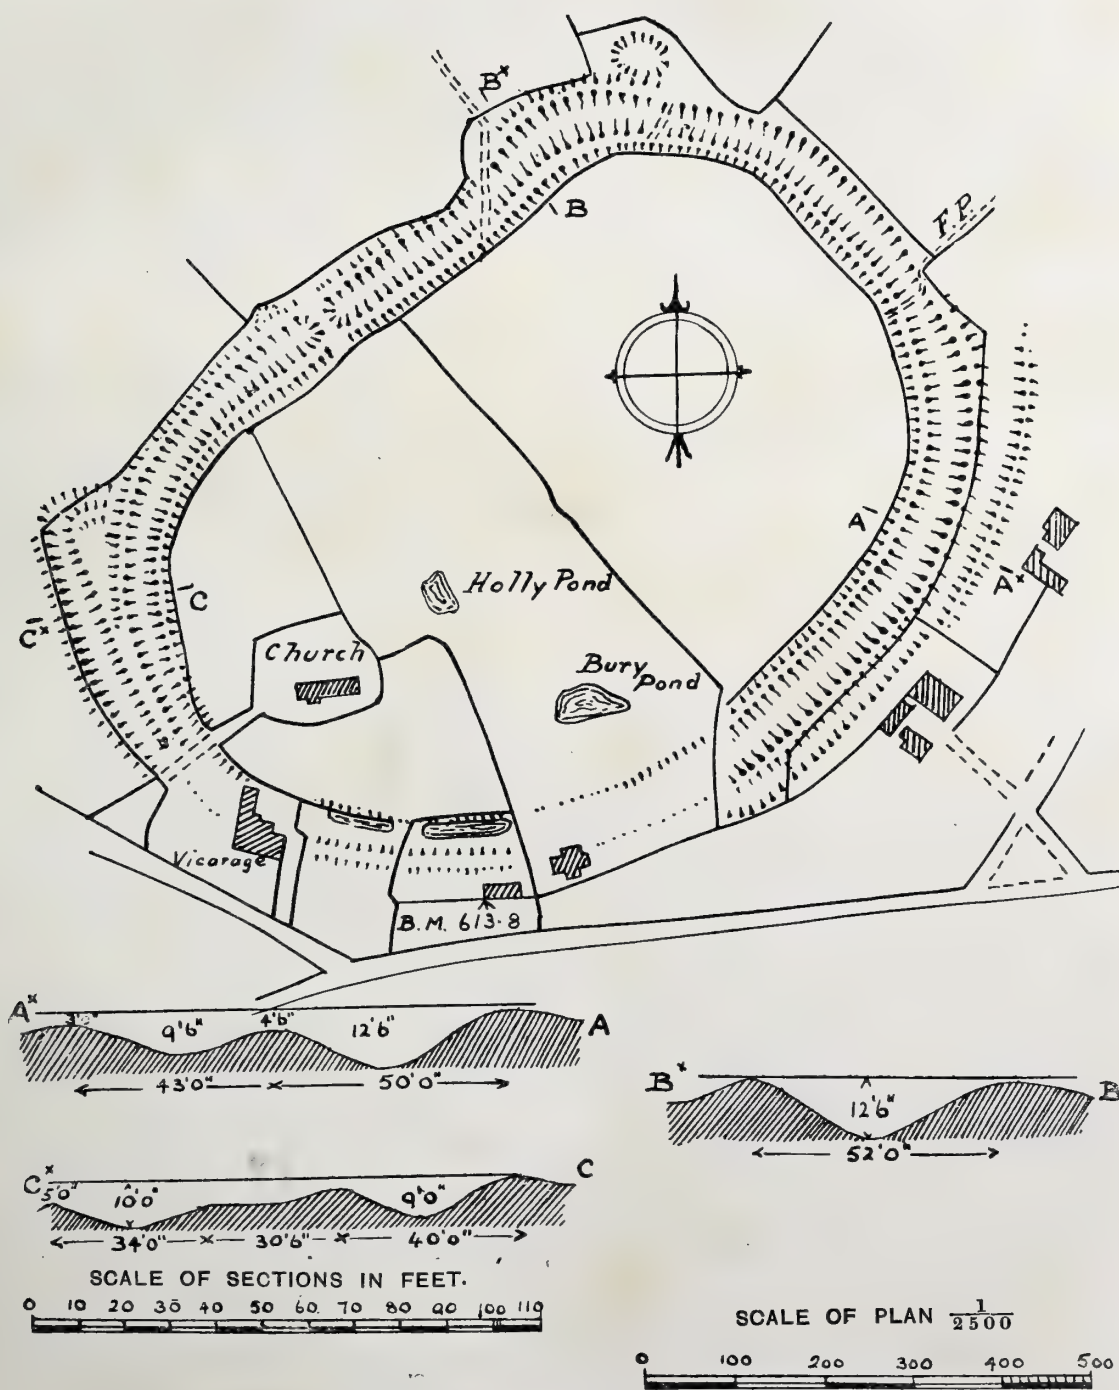 B×
B
F.P.
A
A×
Holly Pond
C
C×
Church
Bury
Pond
Vicarage
B.M. 613·8
A× 9'6" 4'6" 12'6" A
43'0" 50'0"
B× 12'6" B
52'0"
C× 5'0" 10'0" 9'0" C
34'0" 30'6" 40'0"
SCALE OF SECTIONS IN FEET.
0 10 20 30 40 50 60. 70 80 90 100 110
SCALE OF PLAN 1/2500
0 100 200 300 400 500